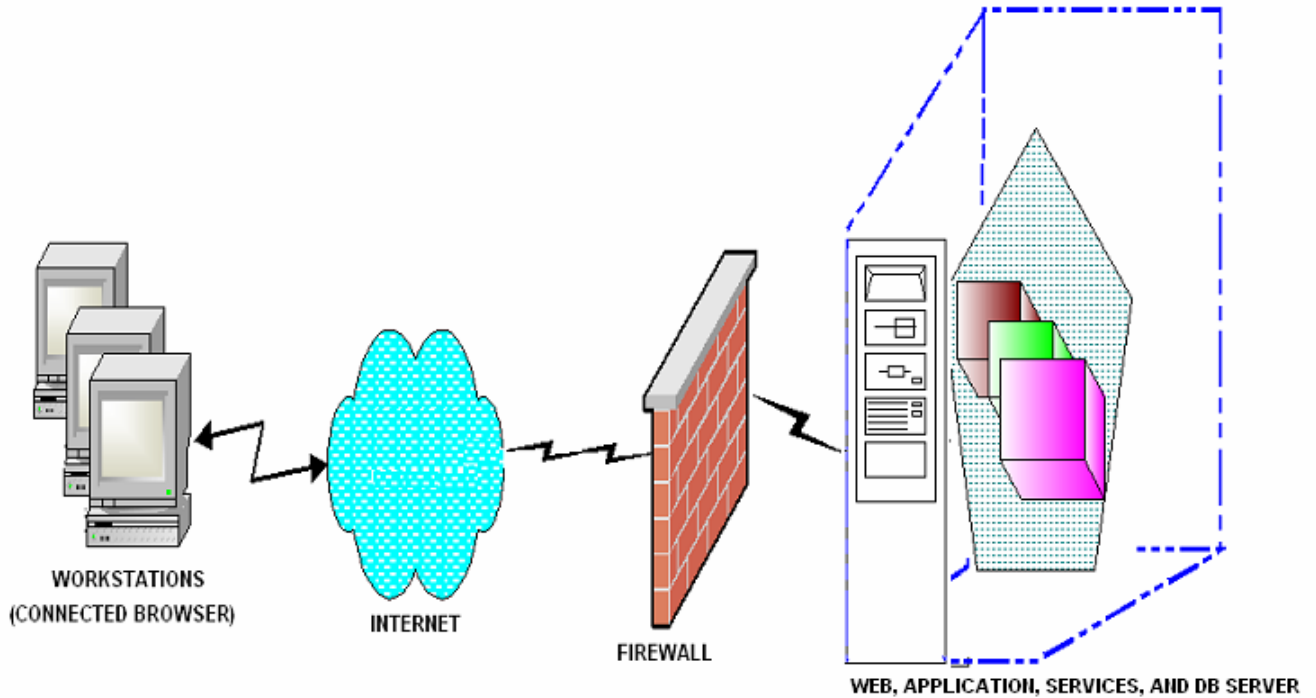 WORKSTATIONS
(CONNECTED BROWSER)
INTERNET
FIREWALL
WEB, APPLICATION, SERVICES, AND DB SERVER